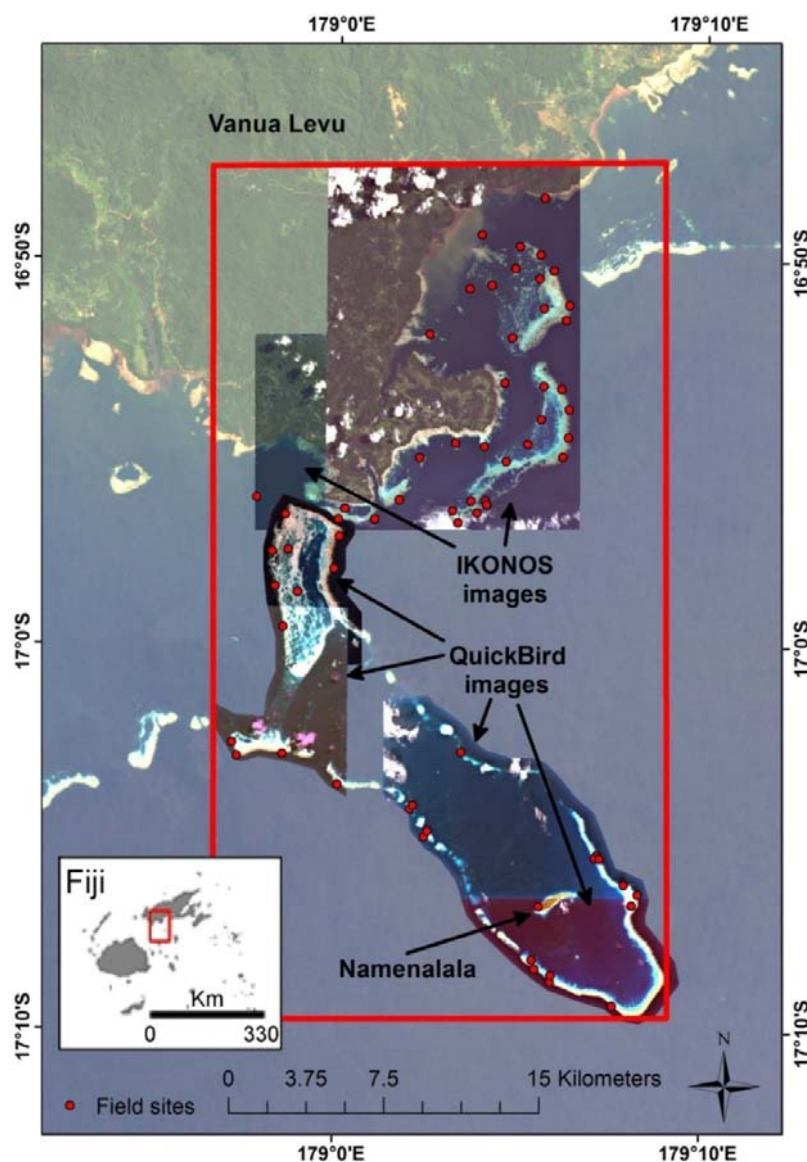 179°0'E
179°10'E
Vanua Levu
16°50'S
16°50'S
IKONOS
images
17°0'S
17°0'S
QuickBird
images
Fiji
Namenalala
Km
0
330
17°10'S
17°10'S
N
0
3.75
7.5
15 Kilometers
Field sites
179°0'E
179°10'E